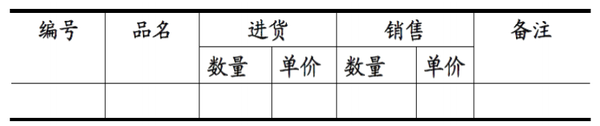 编号 品名 进货 销售 备注
数量 单价 数量 单价